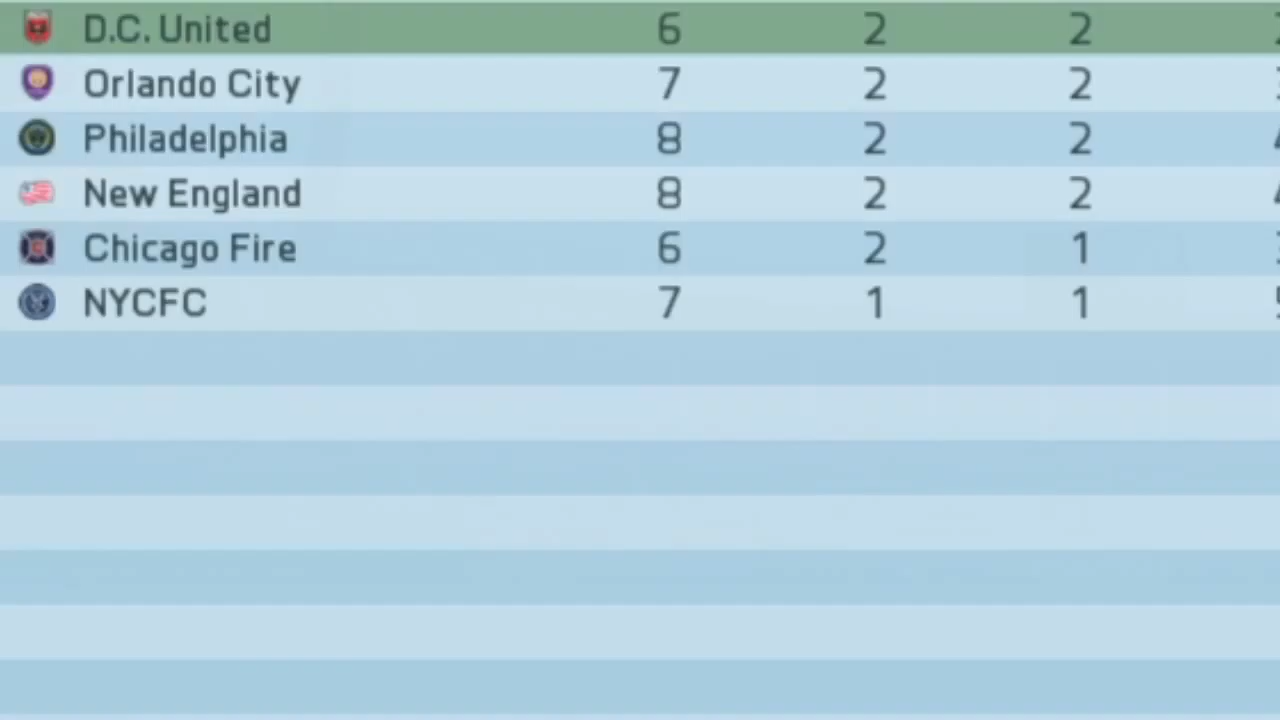 D.C. United 6 2 2
Orlando City 7 2 2
Philadelphia 8 2 2
New England 8 2 2
Chicago Fire 6 2 1
NYCFC 7 1 1